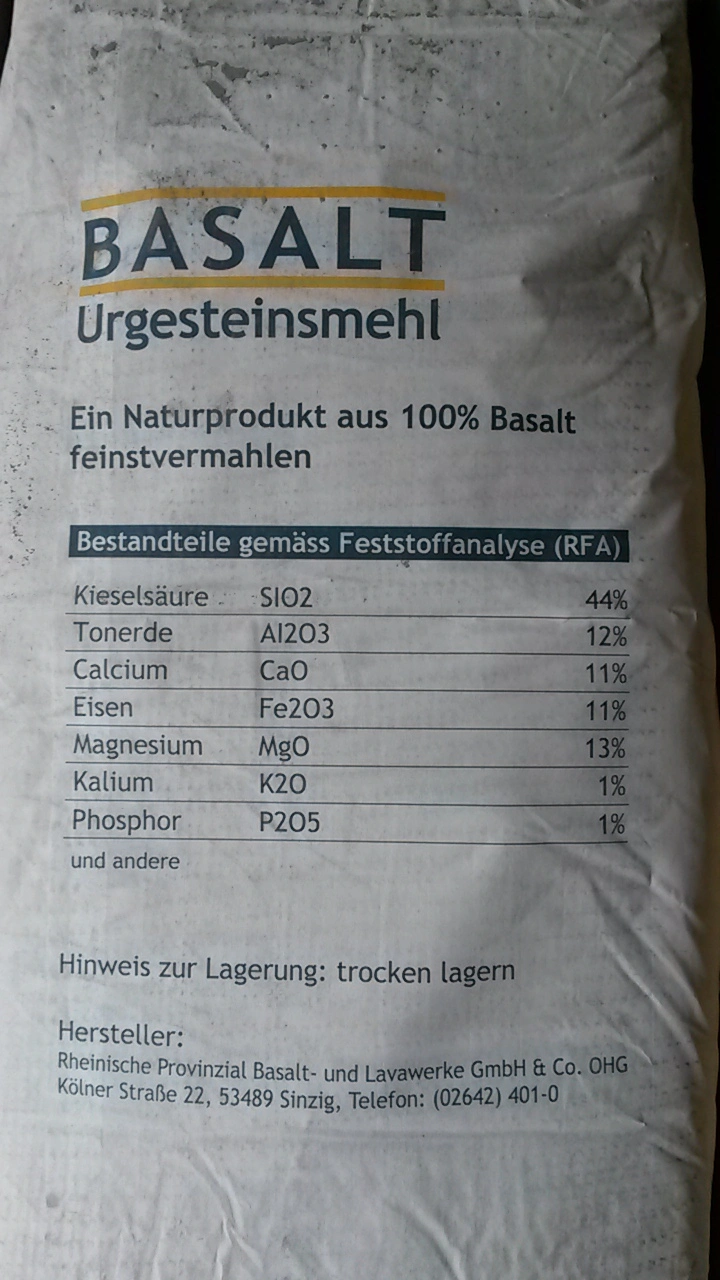 BASALT
Urgesteinsmehl
Ein Naturprodukt aus 100% Basalt
feinstvermahlen
Bestandteile gemäss Feststoffanalyse (RFA)
Kieselsäure SIO2 44%
Tonerde Al2O3 12%
Calcium CaO 11%
Eisen Fe2O3 11%
Magnesium MgO 13%
Kalium K2O 1%
Phosphor P2O5 1%
und andere
Hinweis zur Lagerung: trocken lagern
Hersteller:
Rheinische Provinzial Basalt- und Lavawerke GmbH & Co. OHG
Kölner Straße 22, 53489 Sinzig, Telefon: (02642) 401-0